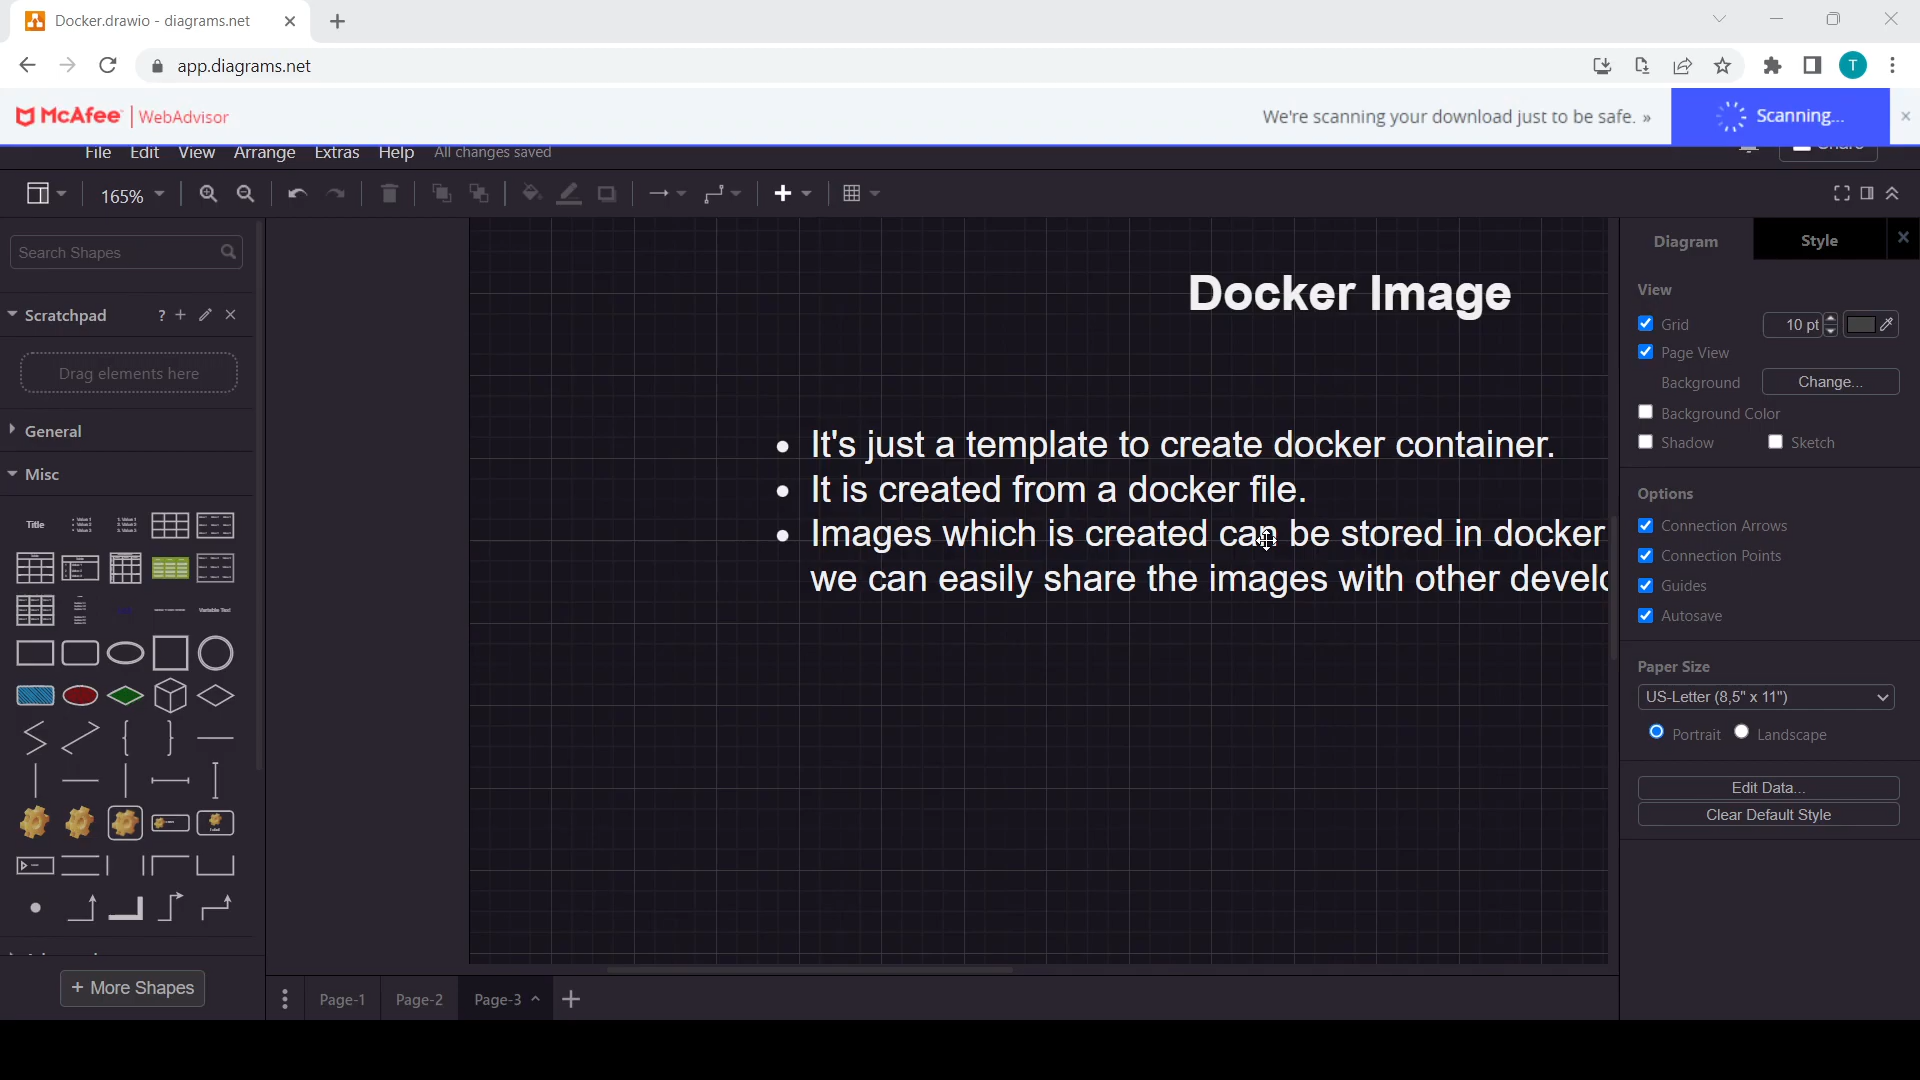 Docker.drawio - diagrams.net
app.diagrams.net
T
McAfee | WebAdvisor
We're scanning your download just to be safe. »
Scanning...
File Edit View Arrange Extras Help All changes saved
Share
165%
Search Shapes
Scratchpad
?
Drag elements here
General
Misc
Title
Variable Text
+ More Shapes
Docker Image
• It's just a template to create docker container.
• It is created from a docker file.
• Images which is created can be stored in docker
we can easily share the images with other develo
Page-1 Page-2 Page-3
Diagram Style
View
Grid 10 pt
Page View
Background Change...
Background Color
Shadow Sketch
Options
Connection Arrows
Connection Points
Guides
Autosave
Paper Size
US-Letter (8,5" x 11")
Portrait Landscape
Edit Data...
Clear Default Style